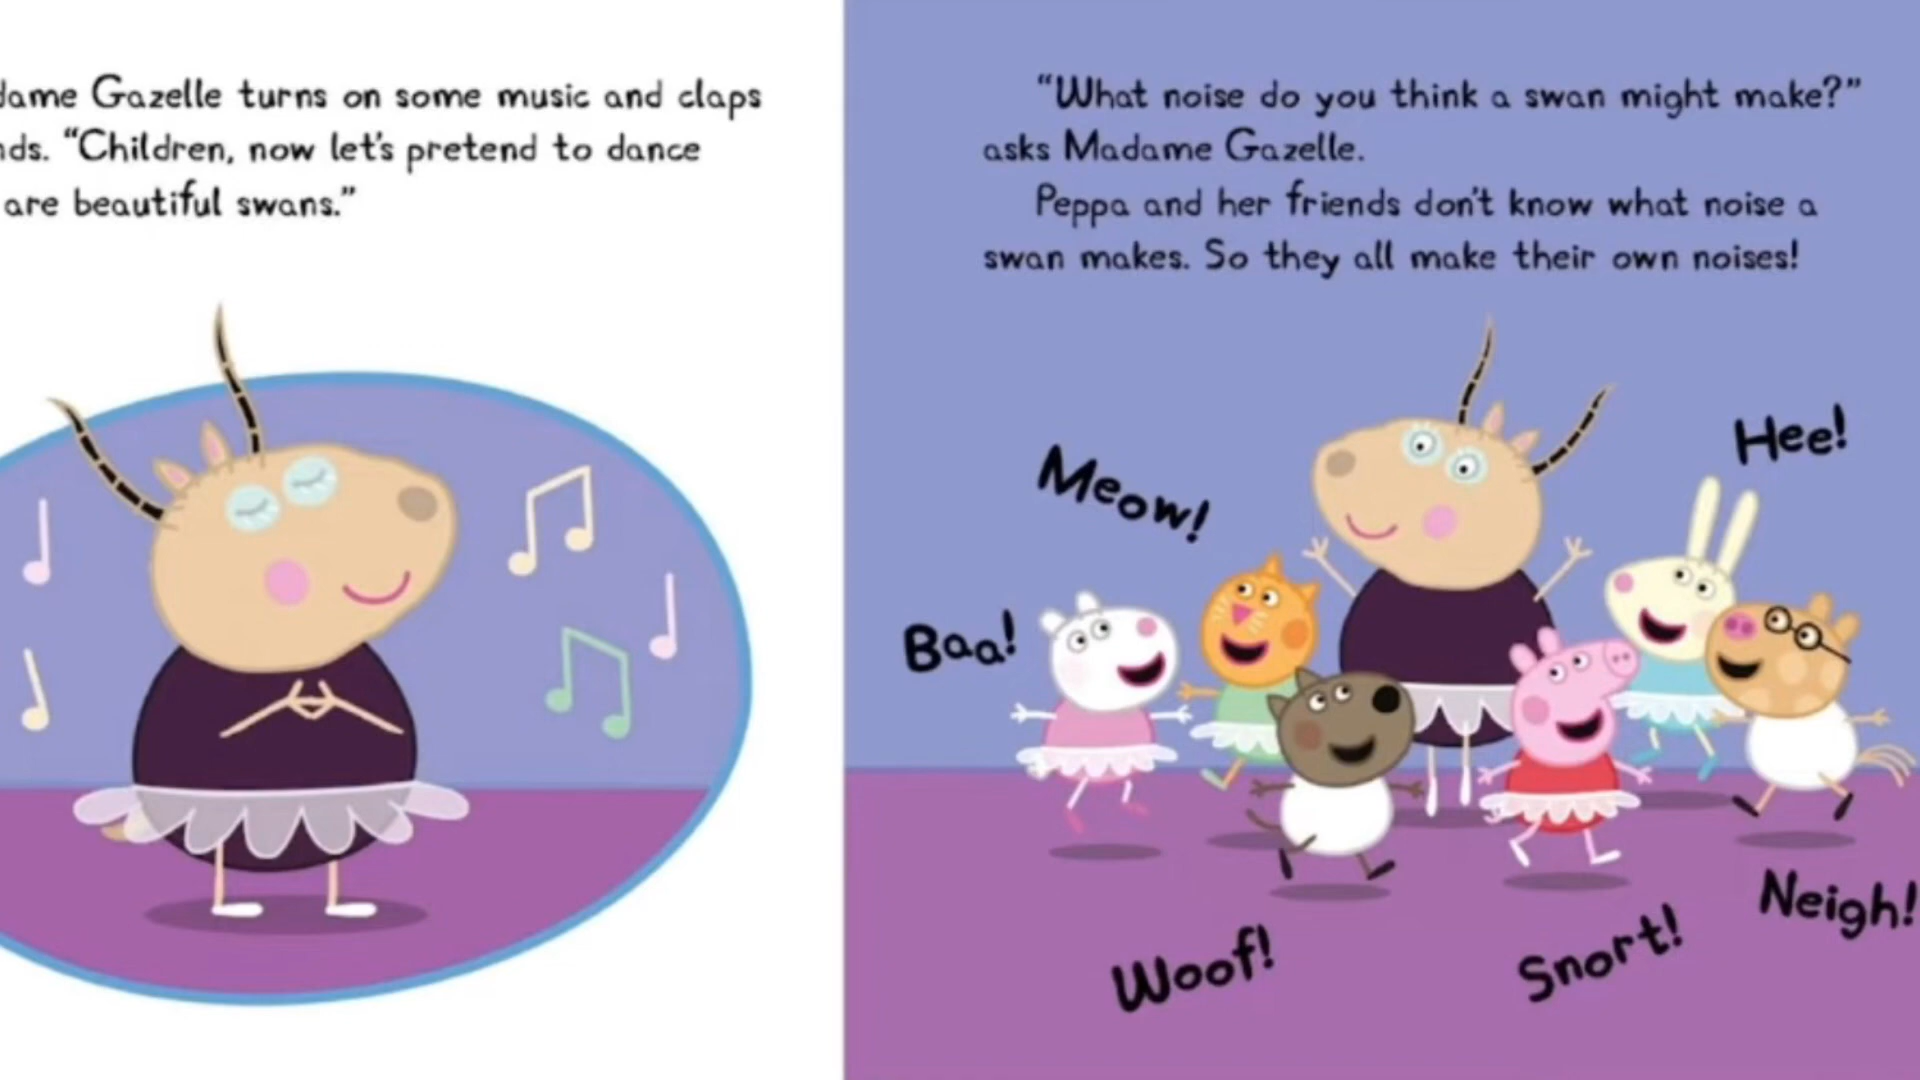 Gazelle turns on some music and claps
"Children, now let's pretend to dance
are beautiful swans."
"What noise do you think a swan might make?"
asks Madame Gazelle.
Peppa and her friends don't know what noise a
swan makes. So they all make their own noises!
Hee!
Meow!
Baa!
Neigh!
Woof!
Snort!